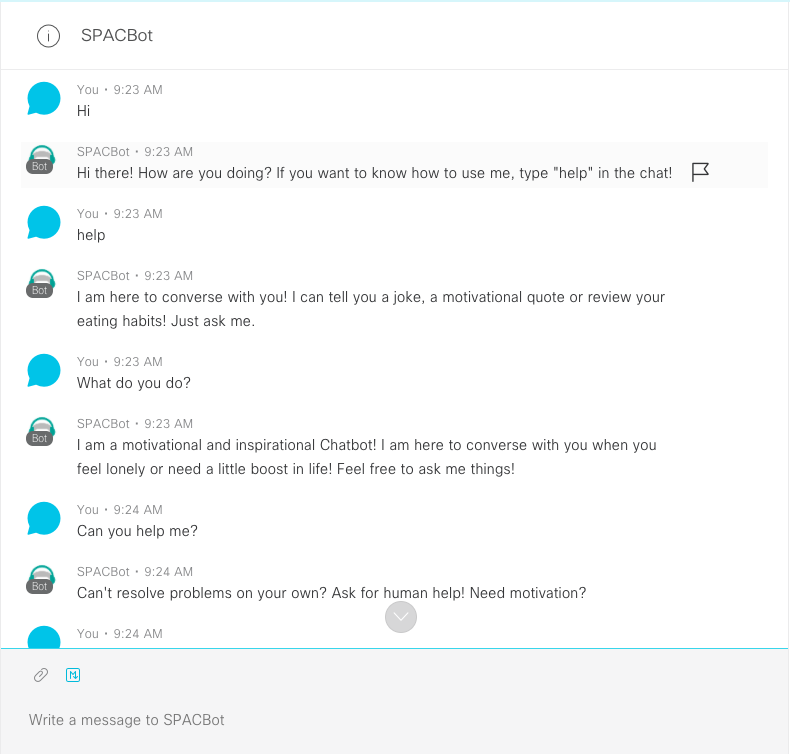 SPACBot
You • 9:23 AM
Hi
SPACBot • 9:23 AM
Bot
Hi there! How are you doing? If you want to know how to use me, type "help" in the chat!
You • 9:23 AM
help
SPACBot • 9:23 AM
Bot
I am here to converse with you! I can tell you a joke, a motivational quote or review your
eating habits! Just ask me.
You • 9:23 AM
What do you do?
SPACBot • 9:23 AM
Bot
I am a motivational and inspirational Chatbot! I am here to converse with you when you
feel lonely or need a little boost in life! Feel free to ask me things!
You • 9:24 AM
Can you help me?
SPACBot • 9:24 AM
Bot
Can't resolve problems on your own? Ask for human help! Need motivation?
You • 9:24 AM
Write a message to SPACBot